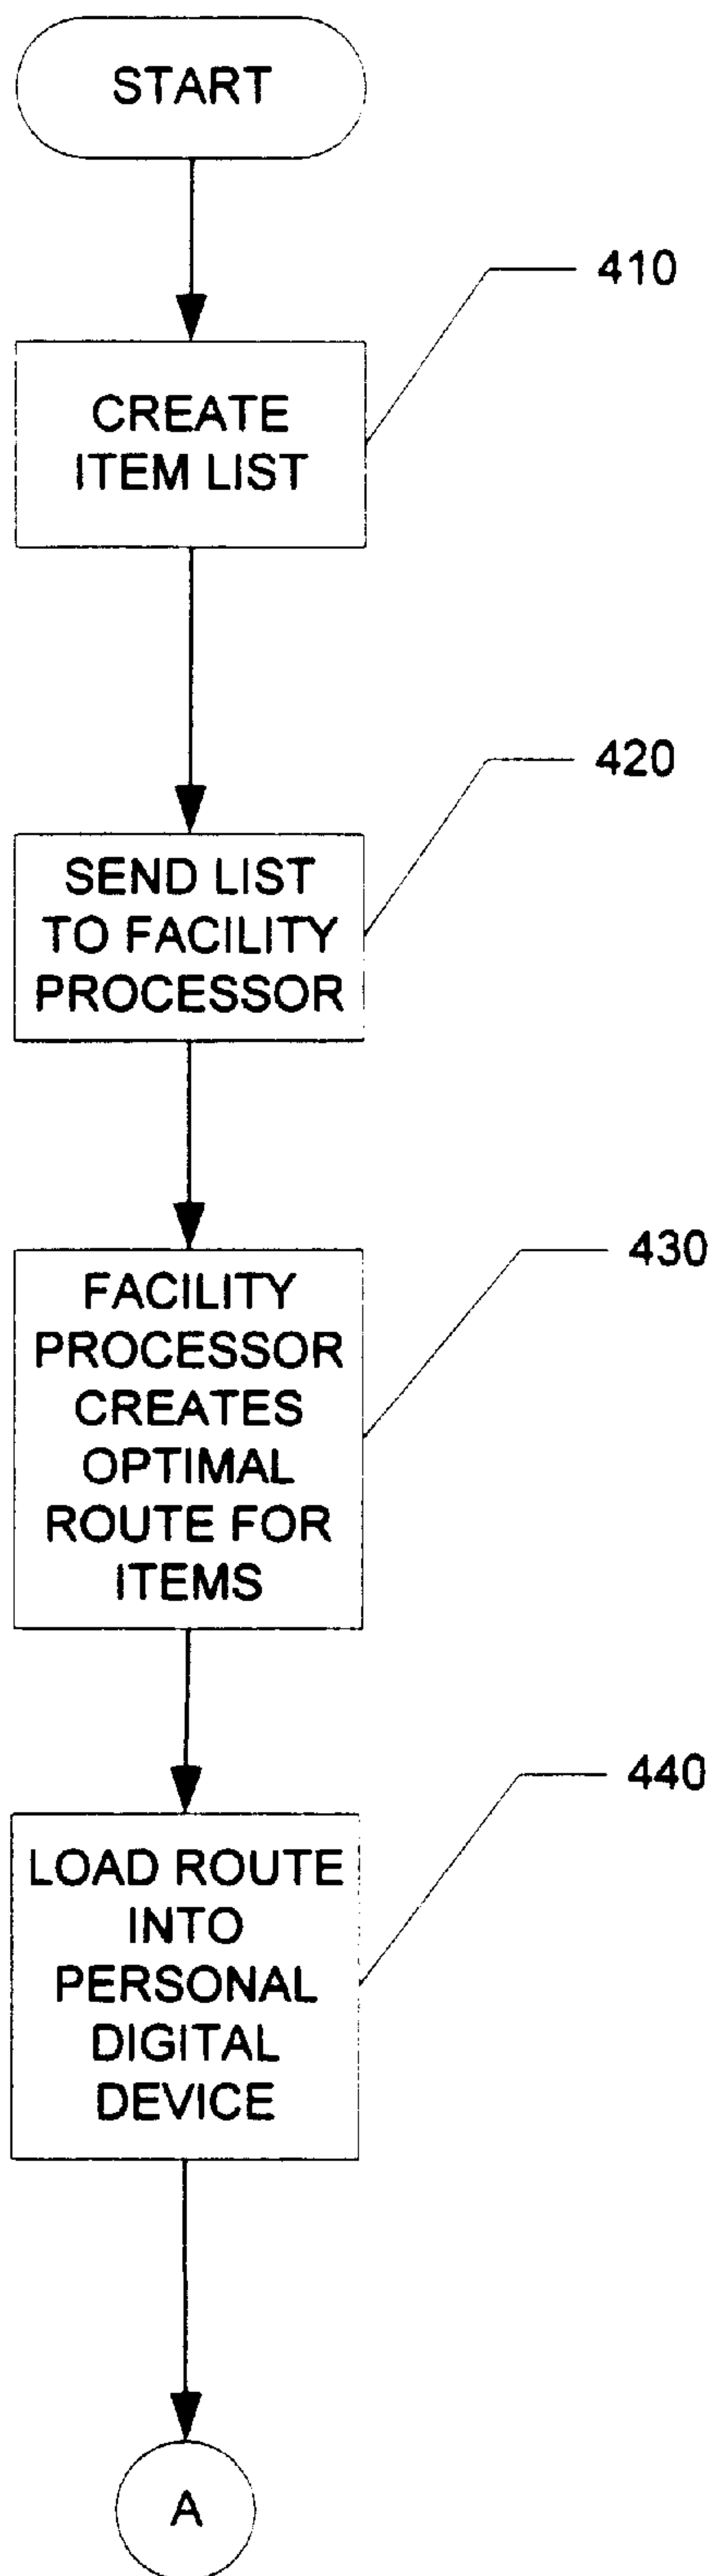 START
410
CREATE
ITEM LIST
420
SEND LIST
TO FACILITY
PROCESSOR
430
FACILITY
PROCESSOR
CREATES
OPTIMAL
ROUTE FOR
ITEMS
440
LOAD ROUTE
INTO
PERSONAL
DIGITAL
DEVICE
A